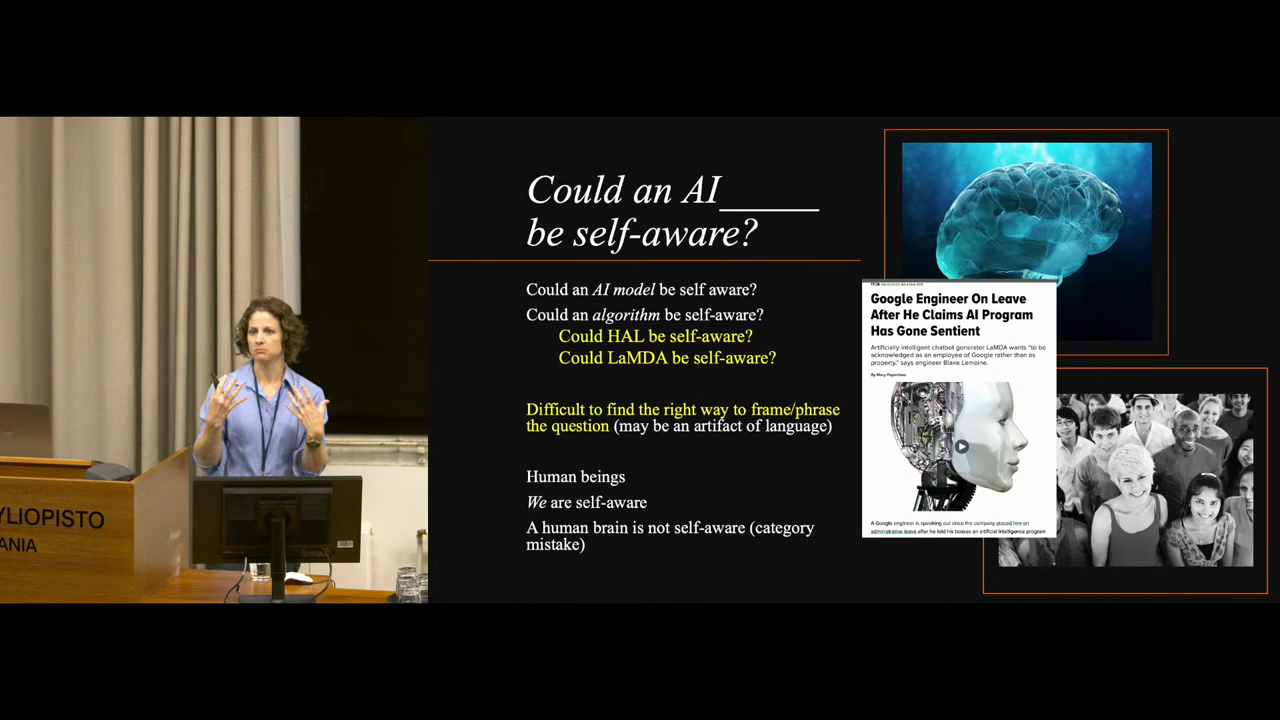 Could an AI_____
be self-aware?
Could an AI model be self aware?
Could an algorithm be self-aware?
Could HAL be self-aware?
Could LaMDA be self-aware?
Difficult to find the right way to frame/phrase
the question (may be an artifact of language)
Human beings
We are self-aware
A human brain is not self-aware (category
mistake)
Google Engineer On Leave
After He Claims AI Program
Has Gone Sentient
Artificially intelligent chatbot generator LaMDA wants "to be
acknowledged as an employee of Google rather than as
property," says engineer Blake Lemoine.
A Google engineer is speaking out since the company placed him on
administrative leave after he told his bosses an artificial intelligence program
YLIOPISTO
ANIA